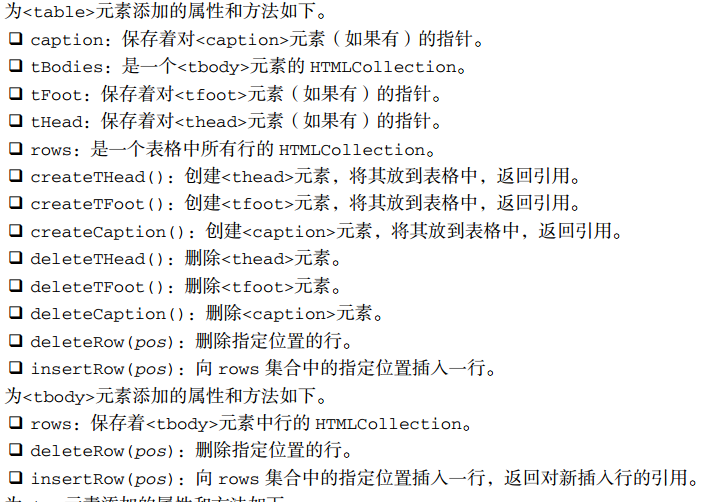 为<table>元素添加的属性和方法如下。
❑ caption：保存着对<caption>元素（如果有）的指针。
❑ tBodies：是一个<tbody>元素的 HTMLCollection。
❑ tFoot：保存着对<tfoot>元素（如果有）的指针。
❑ tHead：保存着对<thead>元素（如果有）的指针。
❑ rows：是一个表格中所有行的 HTMLCollection。
❑ createTHead()：创建<thead>元素，将其放到表格中，返回引用。
❑ createTFoot()：创建<tfoot>元素，将其放到表格中，返回引用。
❑ createCaption()：创建<caption>元素，将其放到表格中，返回引用。
❑ deleteTHead()：删除<thead>元素。
❑ deleteTFoot()：删除<tfoot>元素。
❑ deleteCaption()：删除<caption>元素。
❑ deleteRow(pos)：删除指定位置的行。
❑ insertRow(pos)：向 rows 集合中的指定位置插入一行。
为<tbody>元素添加的属性和方法如下。
❑ rows：保存着<tbody>元素中行的 HTMLCollection。
❑ deleteRow(pos)：删除指定位置的行。
❑ insertRow(pos)：向 rows 集合中的指定位置插入一行，返回对新插入行的引用。